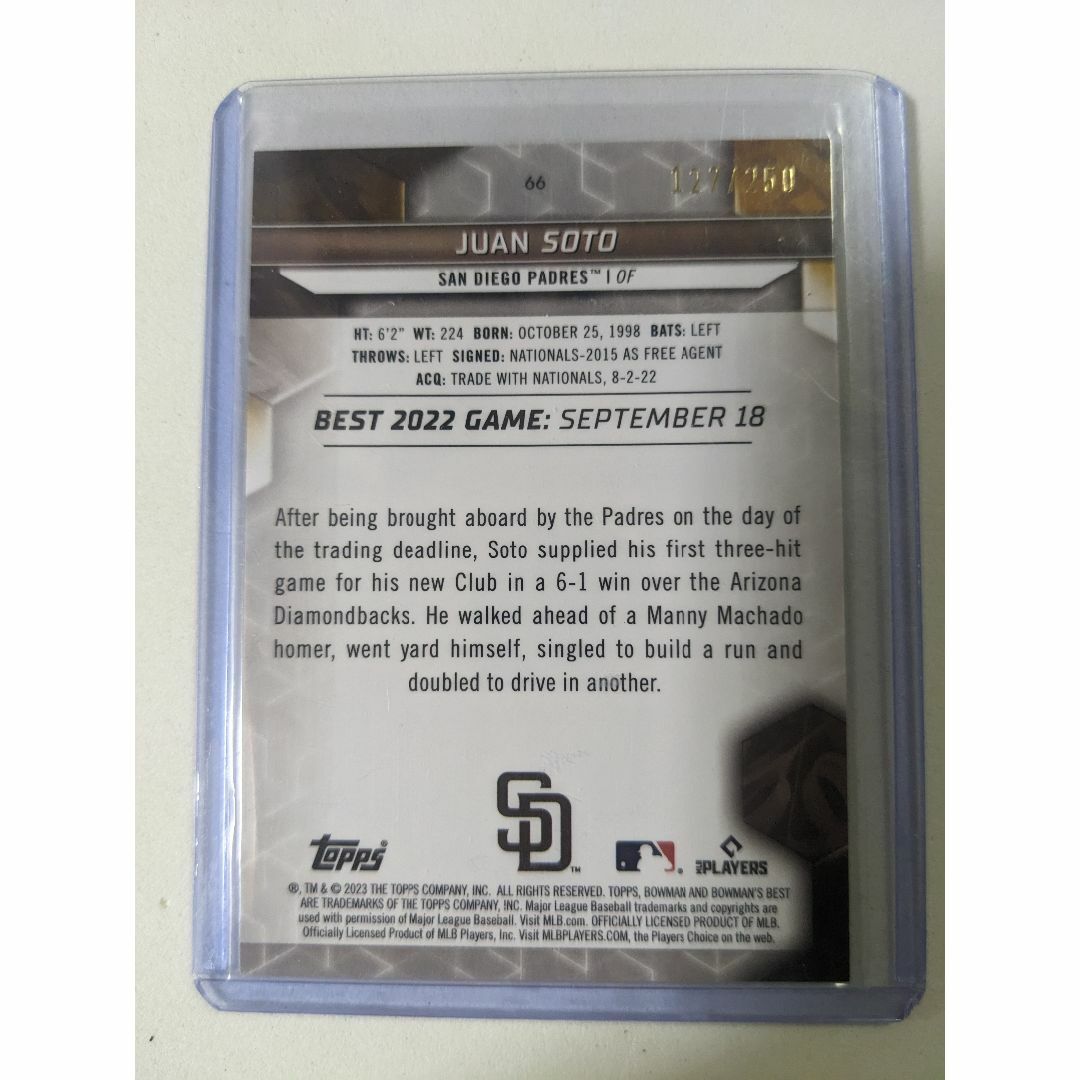 66
127/250
JUAN SOTO
SAN DIEGO PADRES™ | OF
HT: 6'2" WT: 224 BORN: OCTOBER 25, 1998 BATS: LEFT
THROWS: LEFT SIGNED: NATIONALS-2015 AS FREE AGENT
ACQ: TRADE WITH NATIONALS, 8-2-22
BEST 2022 GAME: SEPTEMBER 18
After being brought aboard by the Padres on the day of
the trading deadline, Soto supplied his first three-hit
game for his new Club in a 6-1 win over the Arizona
Diamondbacks. He walked ahead of a Manny Machado
homer, went yard himself, singled to build a run and
doubled to drive in another.
SD™
topps®
MLB PLAYERS
®, TM & © 2023 THE TOPPS COMPANY, INC. ALL RIGHTS RESERVED. TOPPS, BOWMAN AND BOWMAN'S BEST
ARE TRADEMARKS OF THE TOPPS COMPANY, INC. Major League Baseball trademarks and copyrights are
used with permission of Major League Baseball. Visit MLB.com. OFFICIALLY LICENSED PRODUCT OF MLB.
Officially Licensed Product of MLB Players, Inc. Visit MLBPLAYERS.COM, the Players Choice on the web.